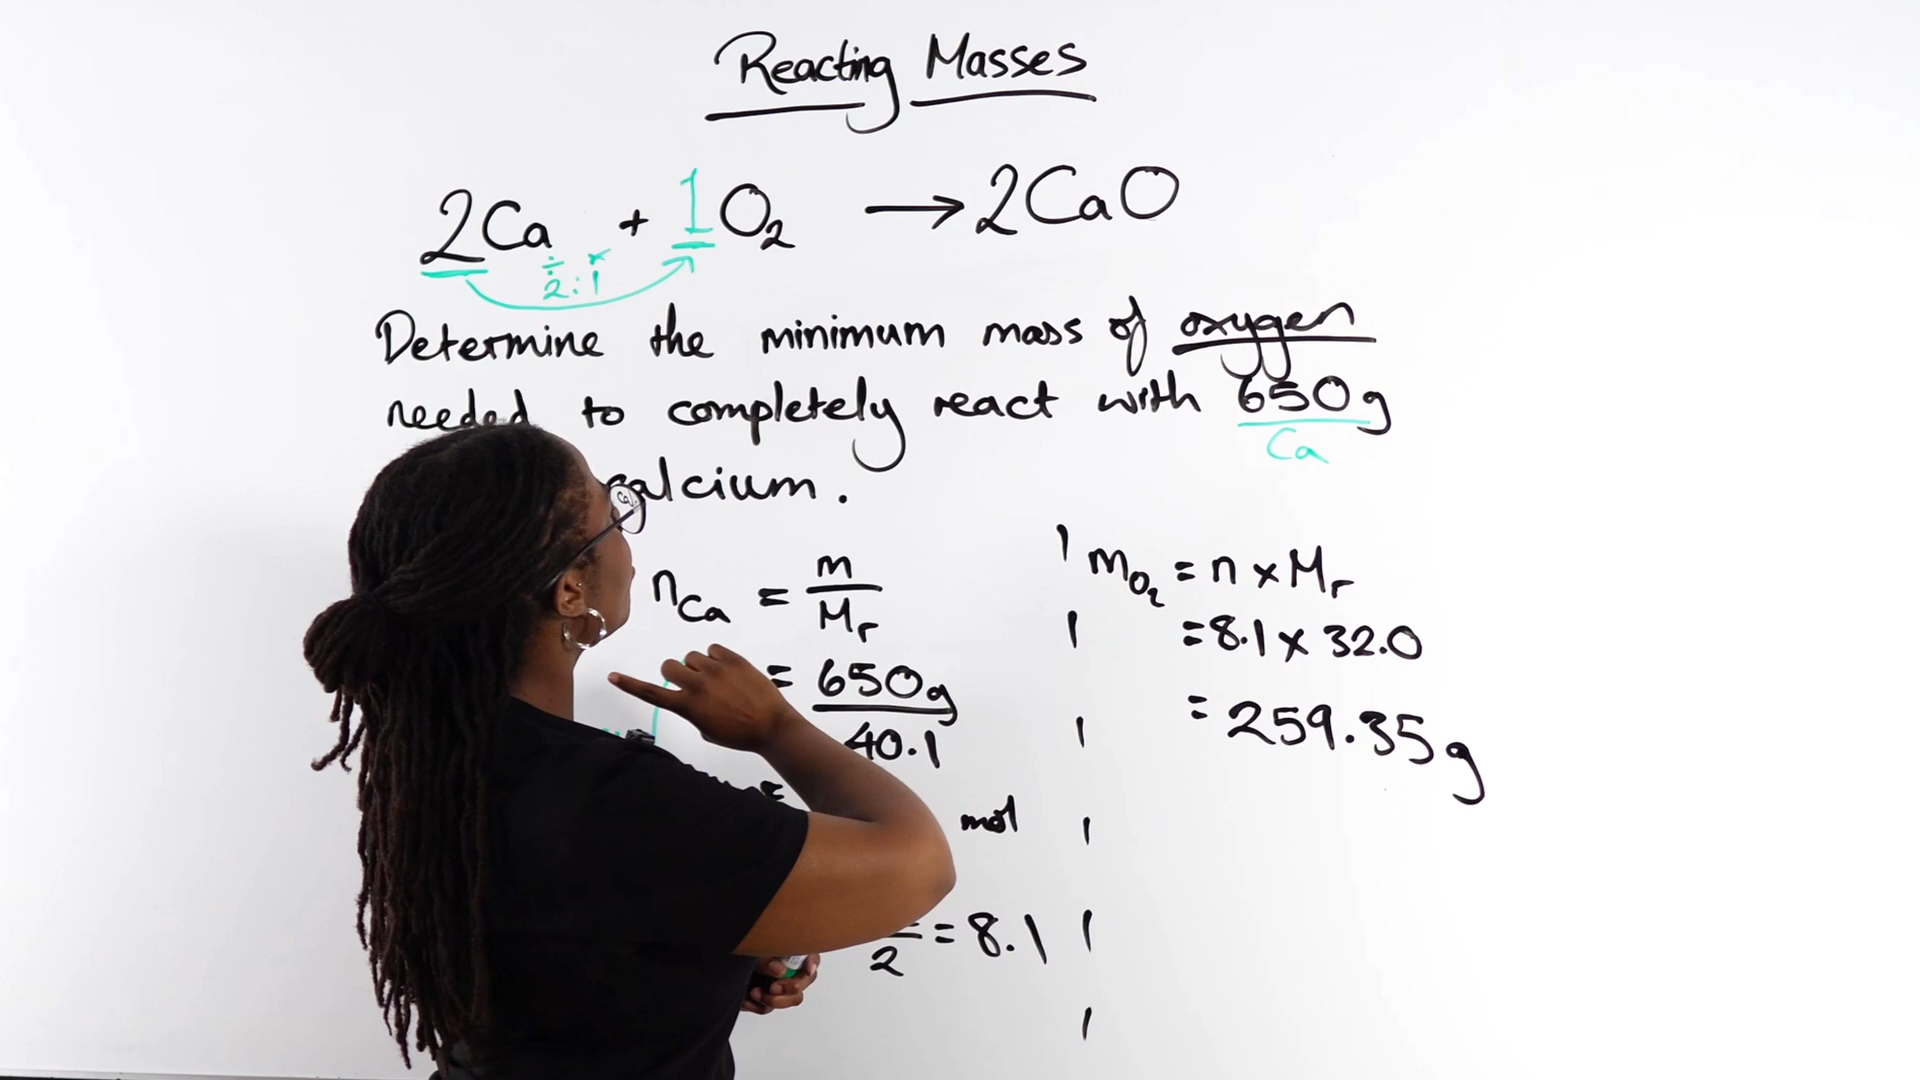 Reacting Masses
2Ca + 1O₂ → 2CaO
÷ ×
2:1
Determine the minimum mass of oxygen
needed to completely react with 650g
Ca
calcium.
nCa = m/Mr
= 650g/40.1
=
mol
2 = 8.1
mO₂ = n × Mr
= 8.1 × 32.0
= 259.35g